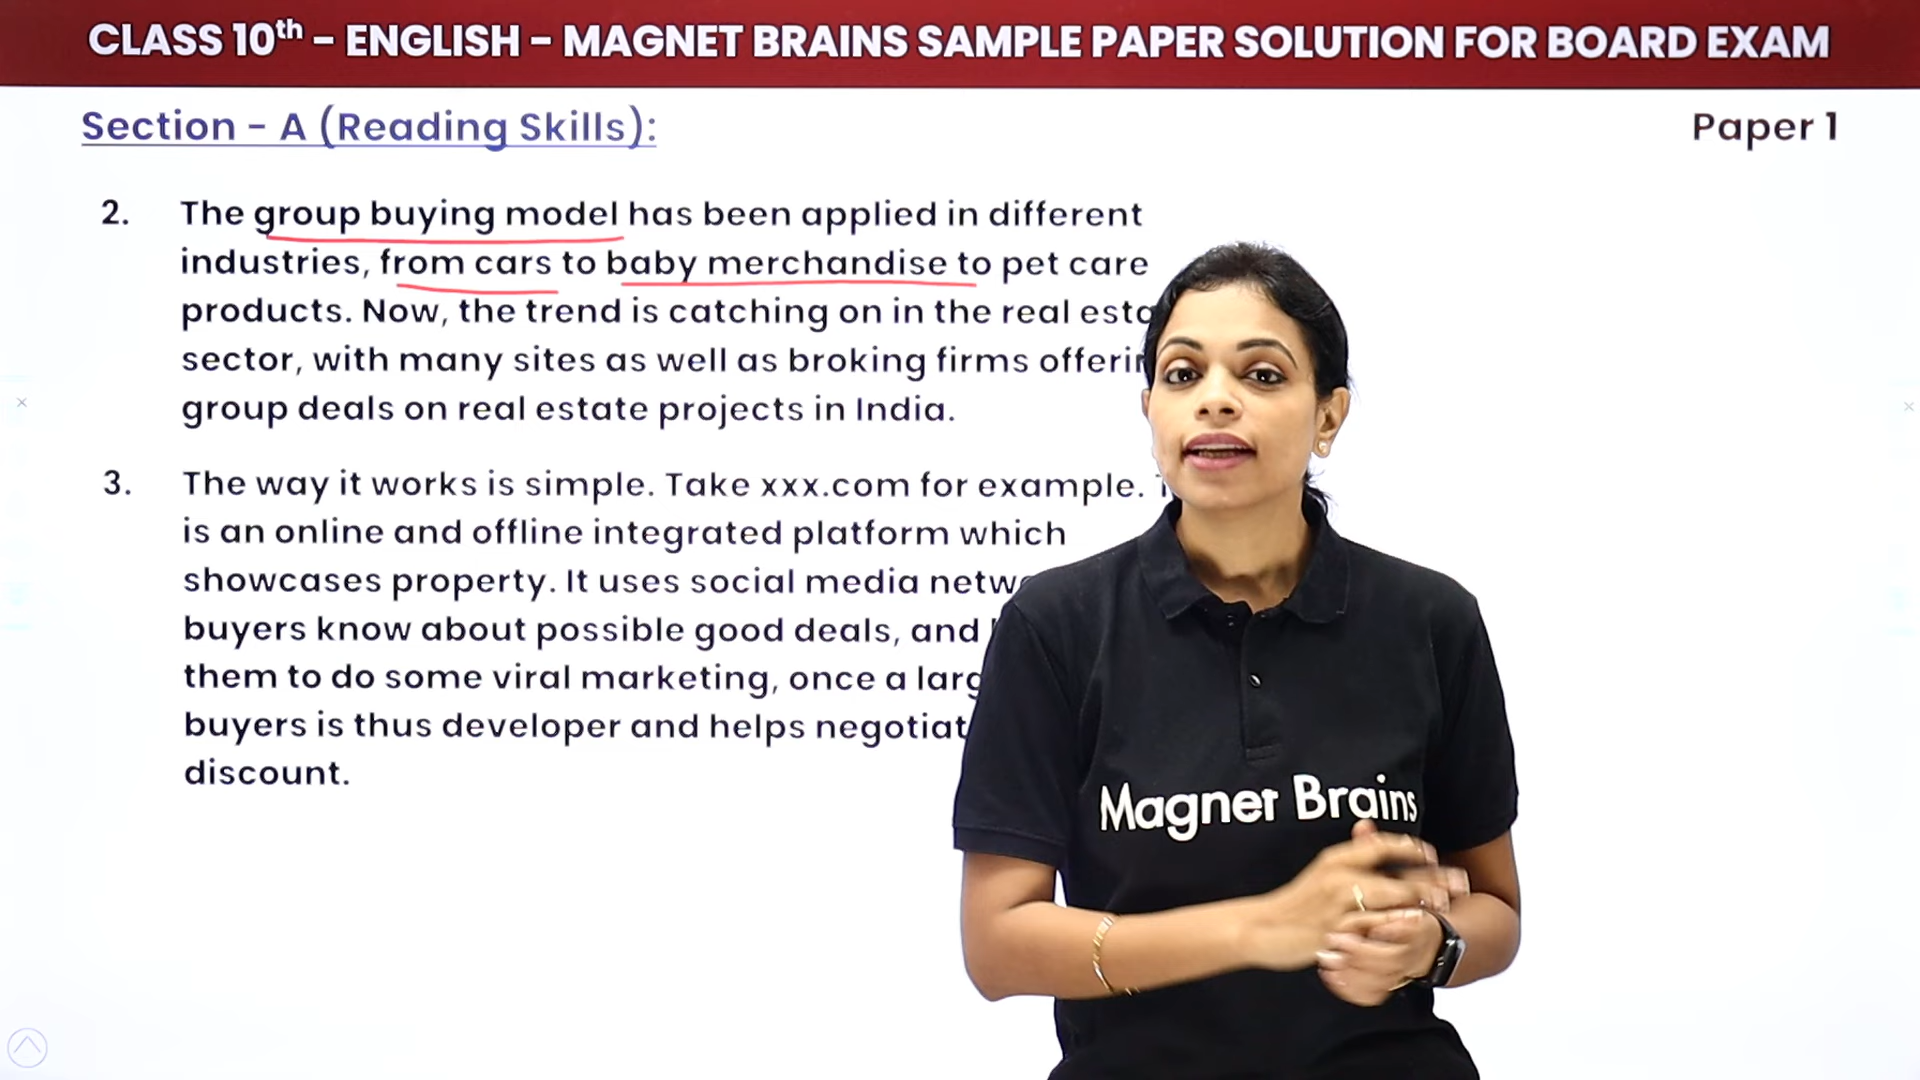 CLASS 10th – ENGLISH – MAGNET BRAINS SAMPLE PAPER SOLUTION FOR BOARD EXAM
Section - A (Reading Skills):
Paper 1
2. The group buying model has been applied in different
industries, from cars to baby merchandise to pet care
products. Now, the trend is catching on in the real
sector, with many sites as well as broking firms
group deals on real estate projects in India.
3. The way it works is simple. Take xxx.com for example.
is an online and offline integrated platform which
showcases property. It uses social media
buyers know about possible good deals, and
them to do some viral marketing, once a
buyers is thus developer and helps
discount.
Magnet Brains